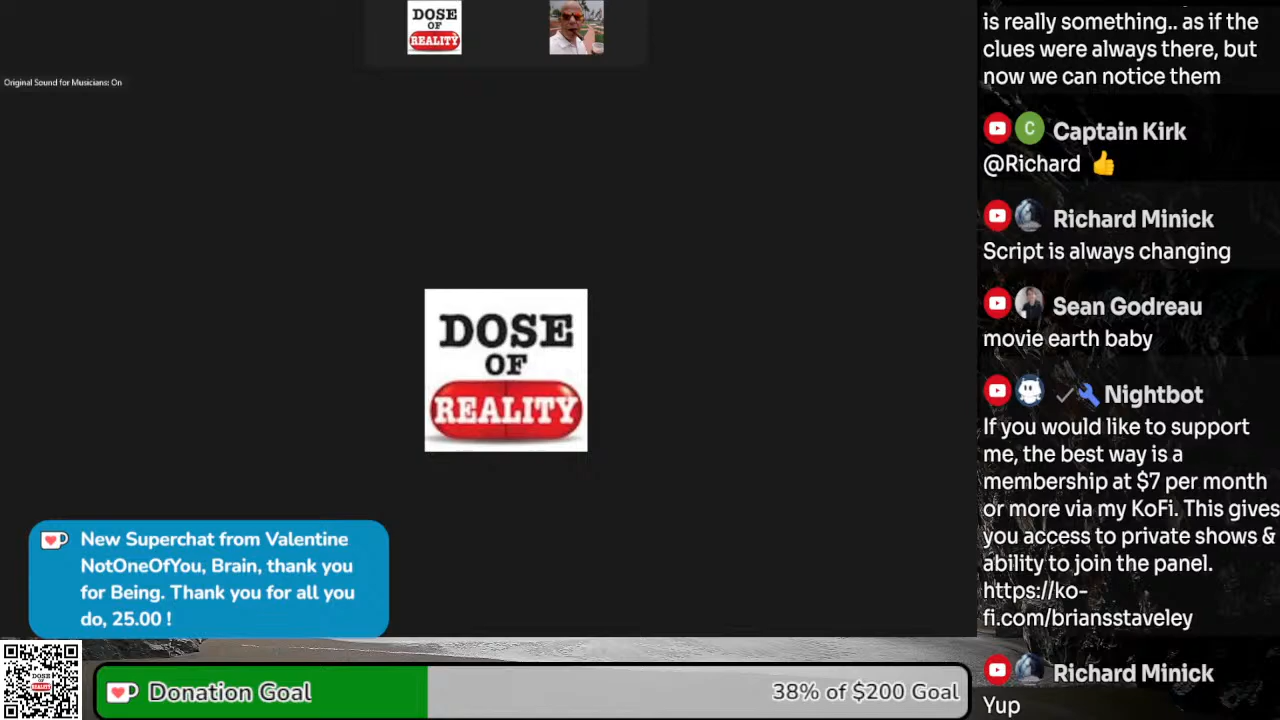 DOSE
OF
REALITY
Original Sound for Musicians: On
DOSE
OF
REALITY
New Superchat from Valentine
NotOneOfYou, Brain, thank you
for Being. Thank you for all you
do, 25.00 !
DOSE
OF
REALITY
Donation Goal
38% of $200 Goal
is really something.. as if the
clues were always there, but
now we can notice them
C
Captain Kirk
@Richard 👍
Richard Minick
Script is always changing
Sean Godreau
movie earth baby
Nightbot
If you would like to support
me, the best way is a
membership at $7 per month
or more via my KoFi. This gives
you access to private shows &
ability to join the panel.
https://ko-
fi.com/briansstaveley
Richard Minick
Yup